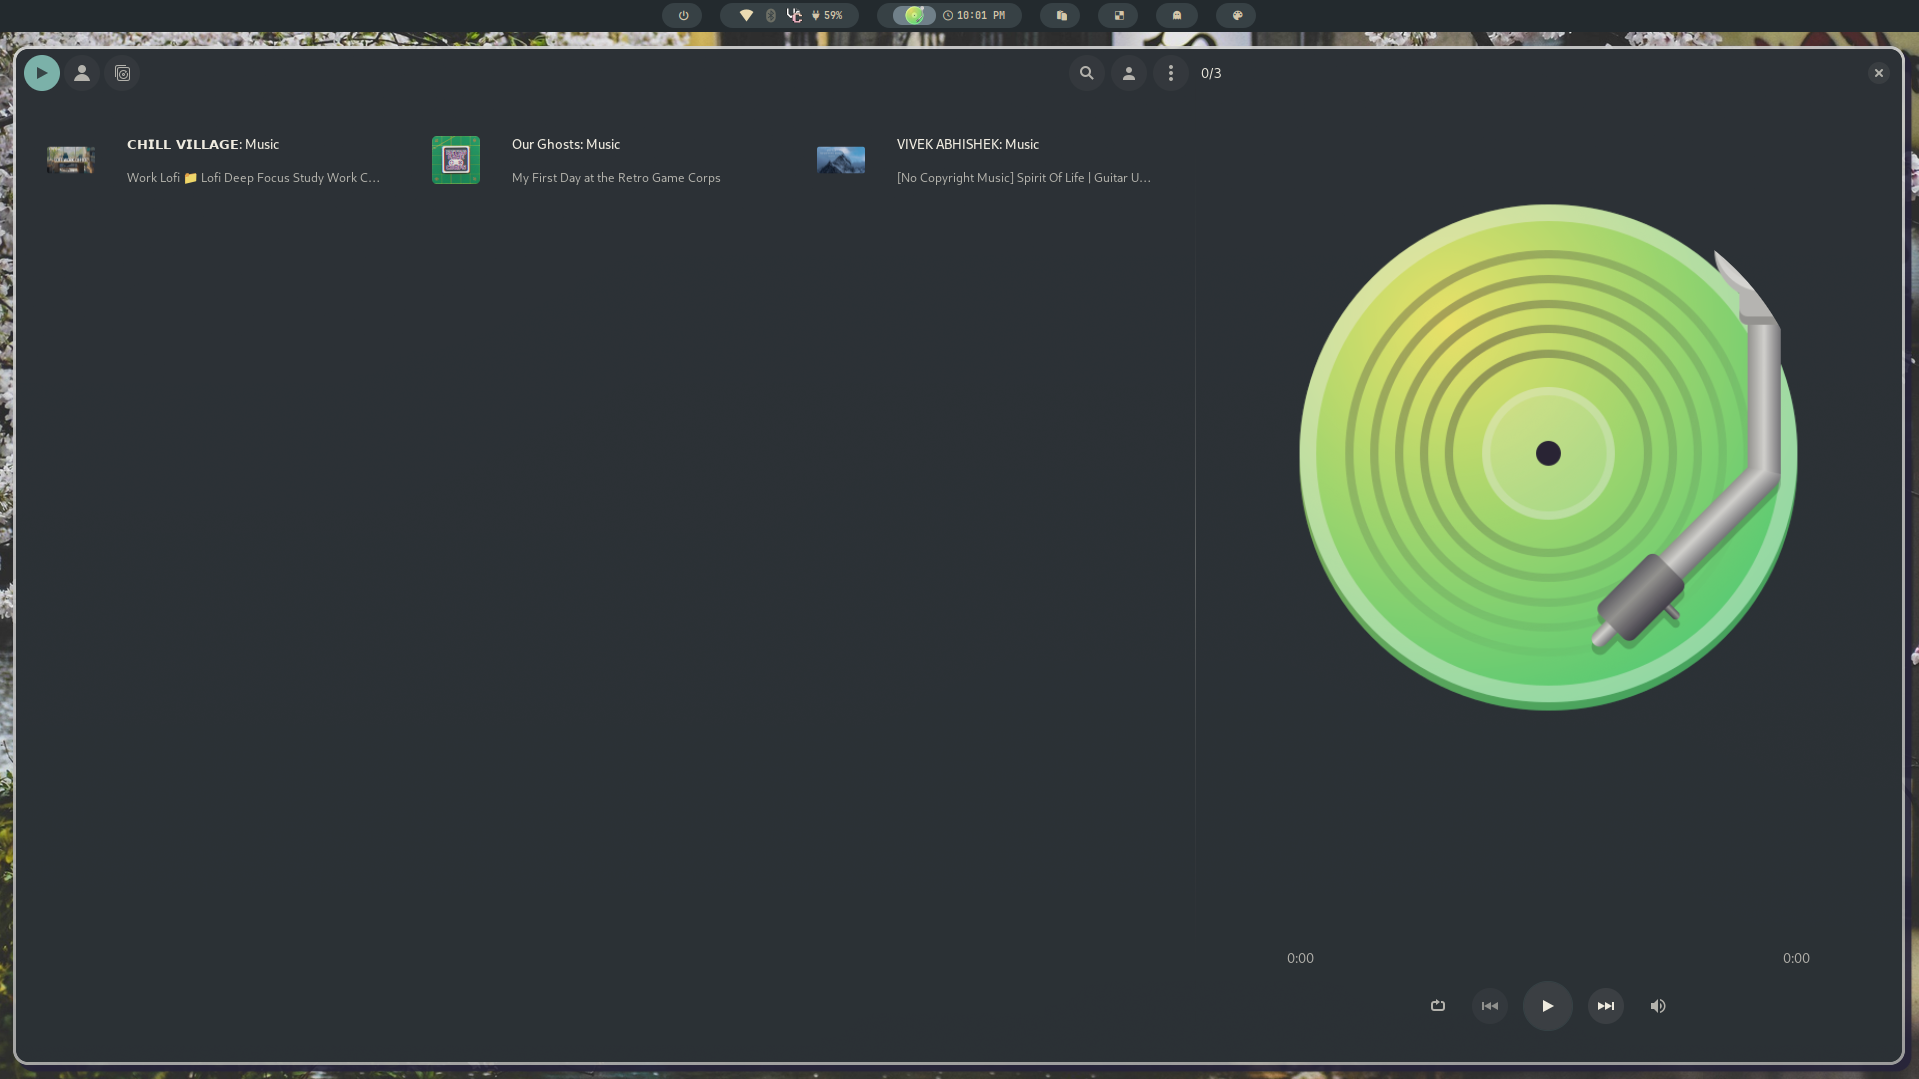 59%
10:01 PM
0/3
𝗖𝗛𝗜𝗟𝗟 𝗩𝗜𝗟𝗟𝗔𝗚𝗘: Music
Work Lofi 📁 Lofi Deep Focus Study Work C…
Our Ghosts: Music
My First Day at the Retro Game Corps
VIVEK ABHISHEK: Music
[No Copyright Music] Spirit Of Life | Guitar U…
0:00
0:00